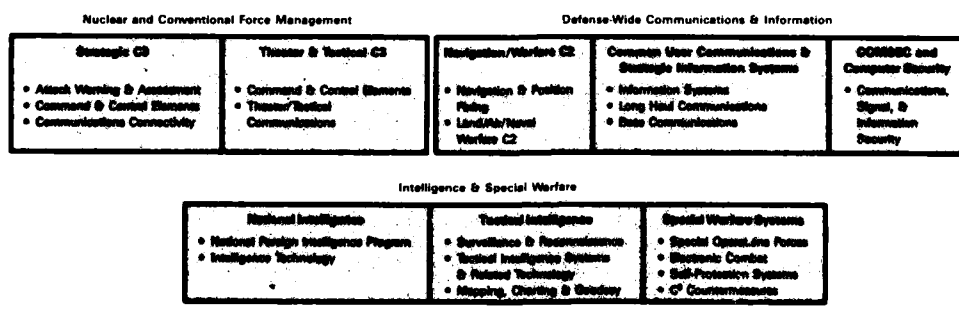 Nuclear and Conventional Force Management
Strategic C3
• Attack Warning & Assessment
• Command & Control Elements
• Communications Connectivity
Theater & Tactical C3
• Command & Control Elements
• Theater/Tactical
Communications
Defense-Wide Communications & Information
Navigation/Warfare C2
• Navigation & Position
Fixing
• Land/Air/Naval
Warfare C2
Common User Communications &
Strategic Information Systems
• Information Systems
• Long Haul Communications
• Base Communications
COMSEC and
Computer Security
• Communications,
Signal, &
Information
Security
Intelligence & Special Warfare
National Intelligence
• National Foreign Intelligence Program
• Intelligence Technology
Tactical Intelligence
• Surveillance & Reconnaissance
• Tactical Intelligence Systems
& Related Technology
• Mapping, Charting & Geodesy
Special Warfare Systems
• Special Operations Forces
• Electronic Combat
• Self-Protection Systems
• C³ Countermeasures